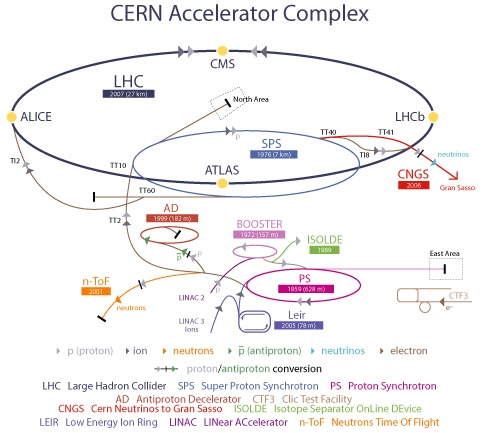 CERN Accelerator Complex
CMS
LHC
2007 (27 km)
North Area
ALICE
LHCb
TT40
TT41
SPS
1976 (7 km)
TI8
TI2
TT10
ATLAS
neutrinos
CNGS
2006
Gran Sasso
TT60
AD
1999 (182 m)
TT2
BOOSTER
1972 (157 m)
ISOLDE
1989
p
p
p̅
East Area
n-ToF
2001
PS
1959 (628 m)
LINAC 2
p
neutrons
CTF3
e⁻
LINAC 3
Ions
Leir
2005 (78 m)
p (proton) ion neutrons p̅ (antiproton) neutrinos electron
proton/antiproton conversion
LHC Large Hadron Collider SPS Super Proton Synchrotron PS Proton Synchrotron
AD Antiproton Decelerator CTF3 Clic Test Facility
CNGS Cern Neutrinos to Gran Sasso ISOLDE Isotope Separator OnLine DEvice
LEIR Low Energy Ion Ring LINAC LINear ACcelerator n-ToF Neutrons Time Of Flight